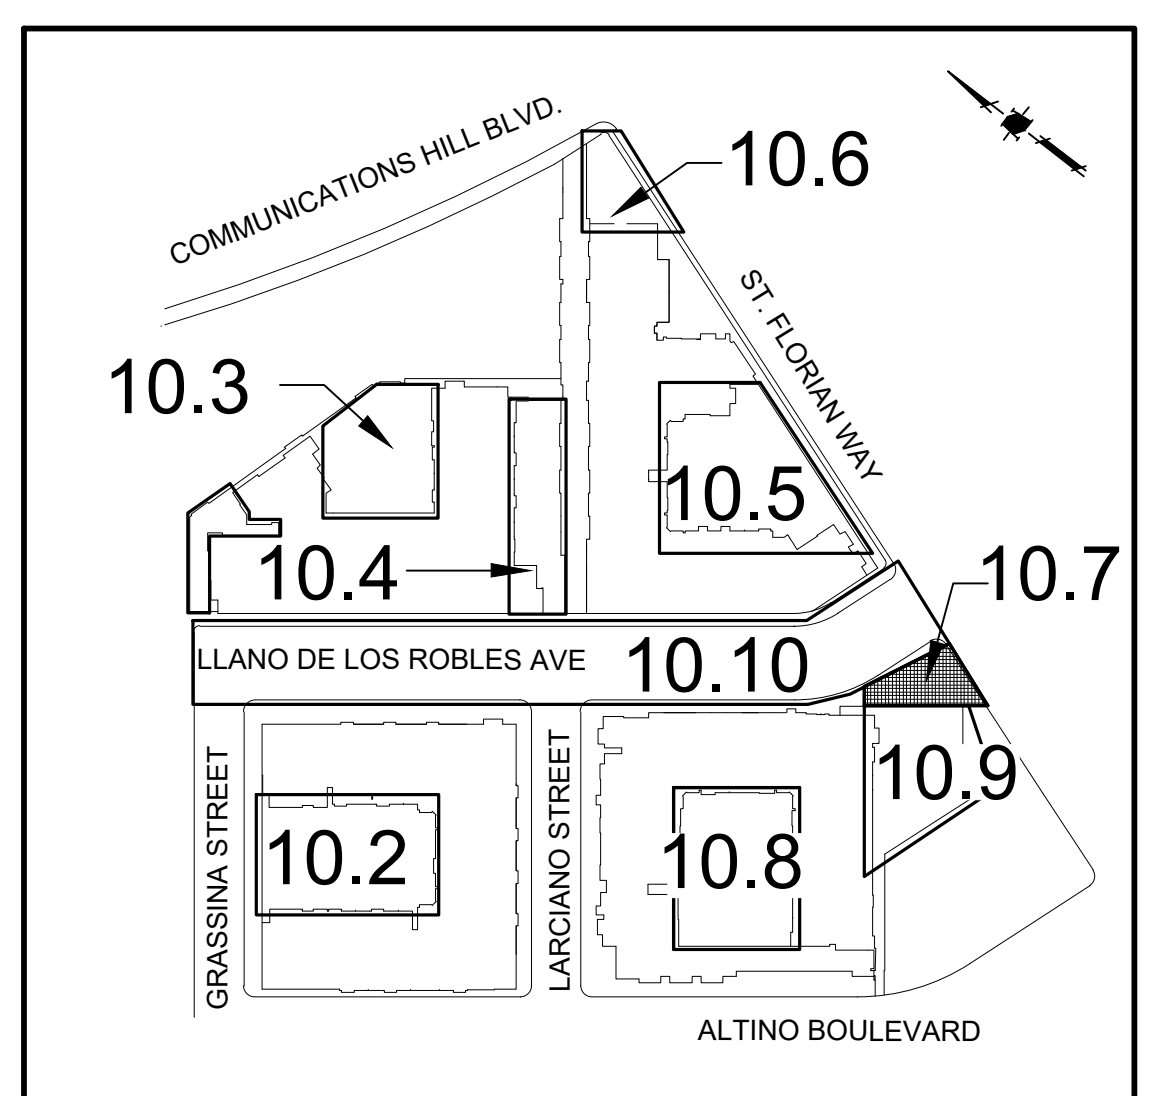 COMMUNICATIONS HILL BLVD.
10.6
ST. FLORIAN WAY
10.3
10.5
10.4
10.7
LLANO DE LOS ROBLES AVE
10.10
GRASSINA STREET
LARCIANO STREET
10.9
10.2
10.8
ALTINO BOULEVARD